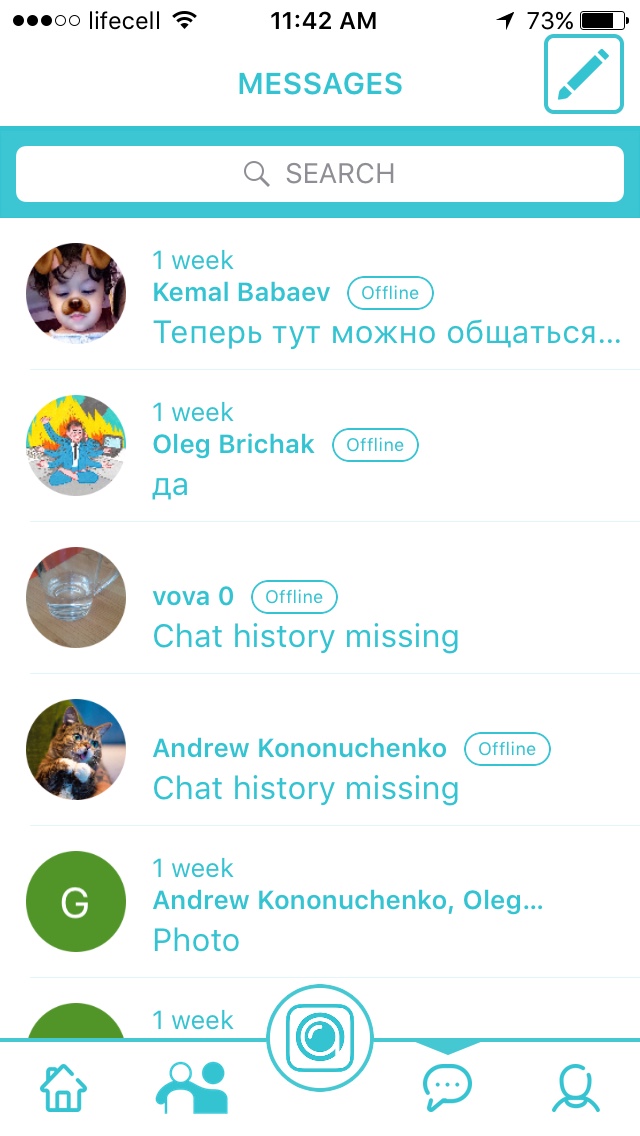 lifecell 11:42 AM 73%
MESSAGES
SEARCH
1 week
Kemal Babaev Offline
Теперь тут можно общаться...
1 week
Oleg Brichak Offline
да
vova 0 Offline
Chat history missing
Andrew Kononuchenko Offline
Chat history missing
G
1 week
Andrew Kononuchenko, Oleg...
Photo
1 week